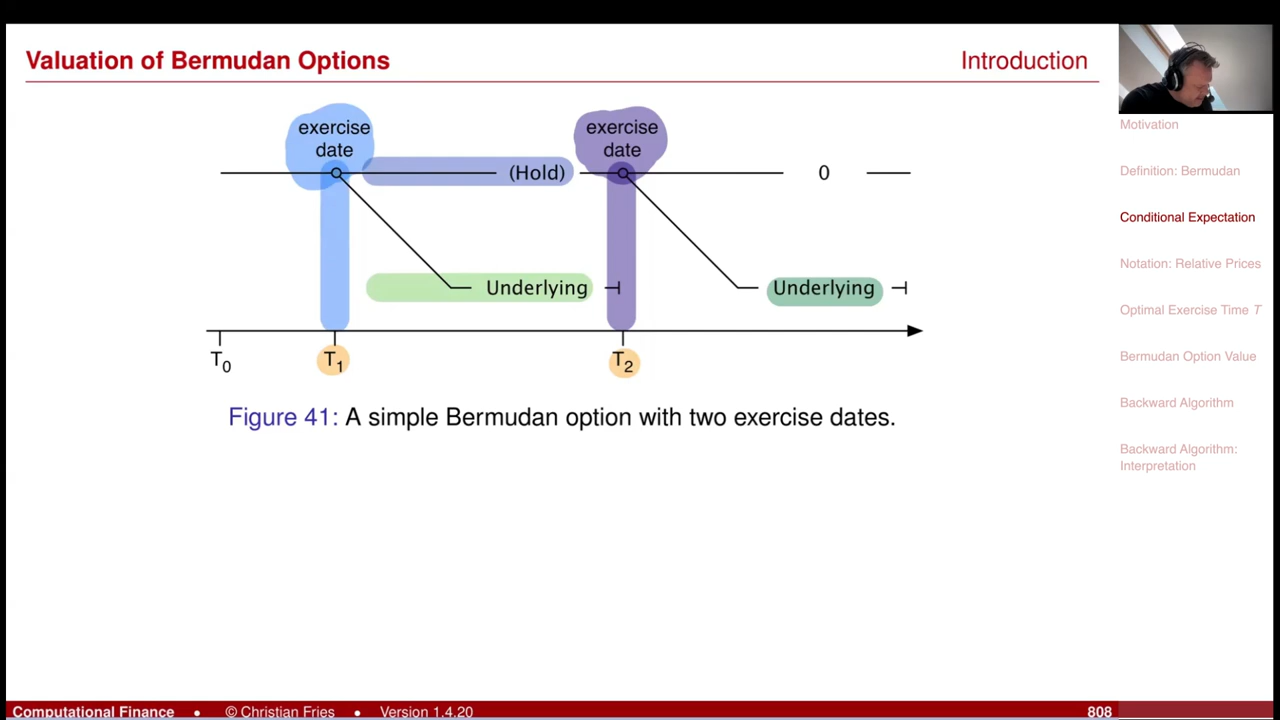 Valuation of Bermudan Options
Introduction
exercise
date
exercise
date
(Hold)
0
Underlying
Underlying
T0
T1
T2
Figure 41: A simple Bermudan option with two exercise dates.
Motivation
Definition: Bermudan
Conditional Expectation
Notation: Relative Prices
Optimal Exercise Time T
Bermudan Option Value
Backward Algorithm
Backward Algorithm:
Interpretation
Computational Finance • © Christian Fries • Version 1.4.20
808